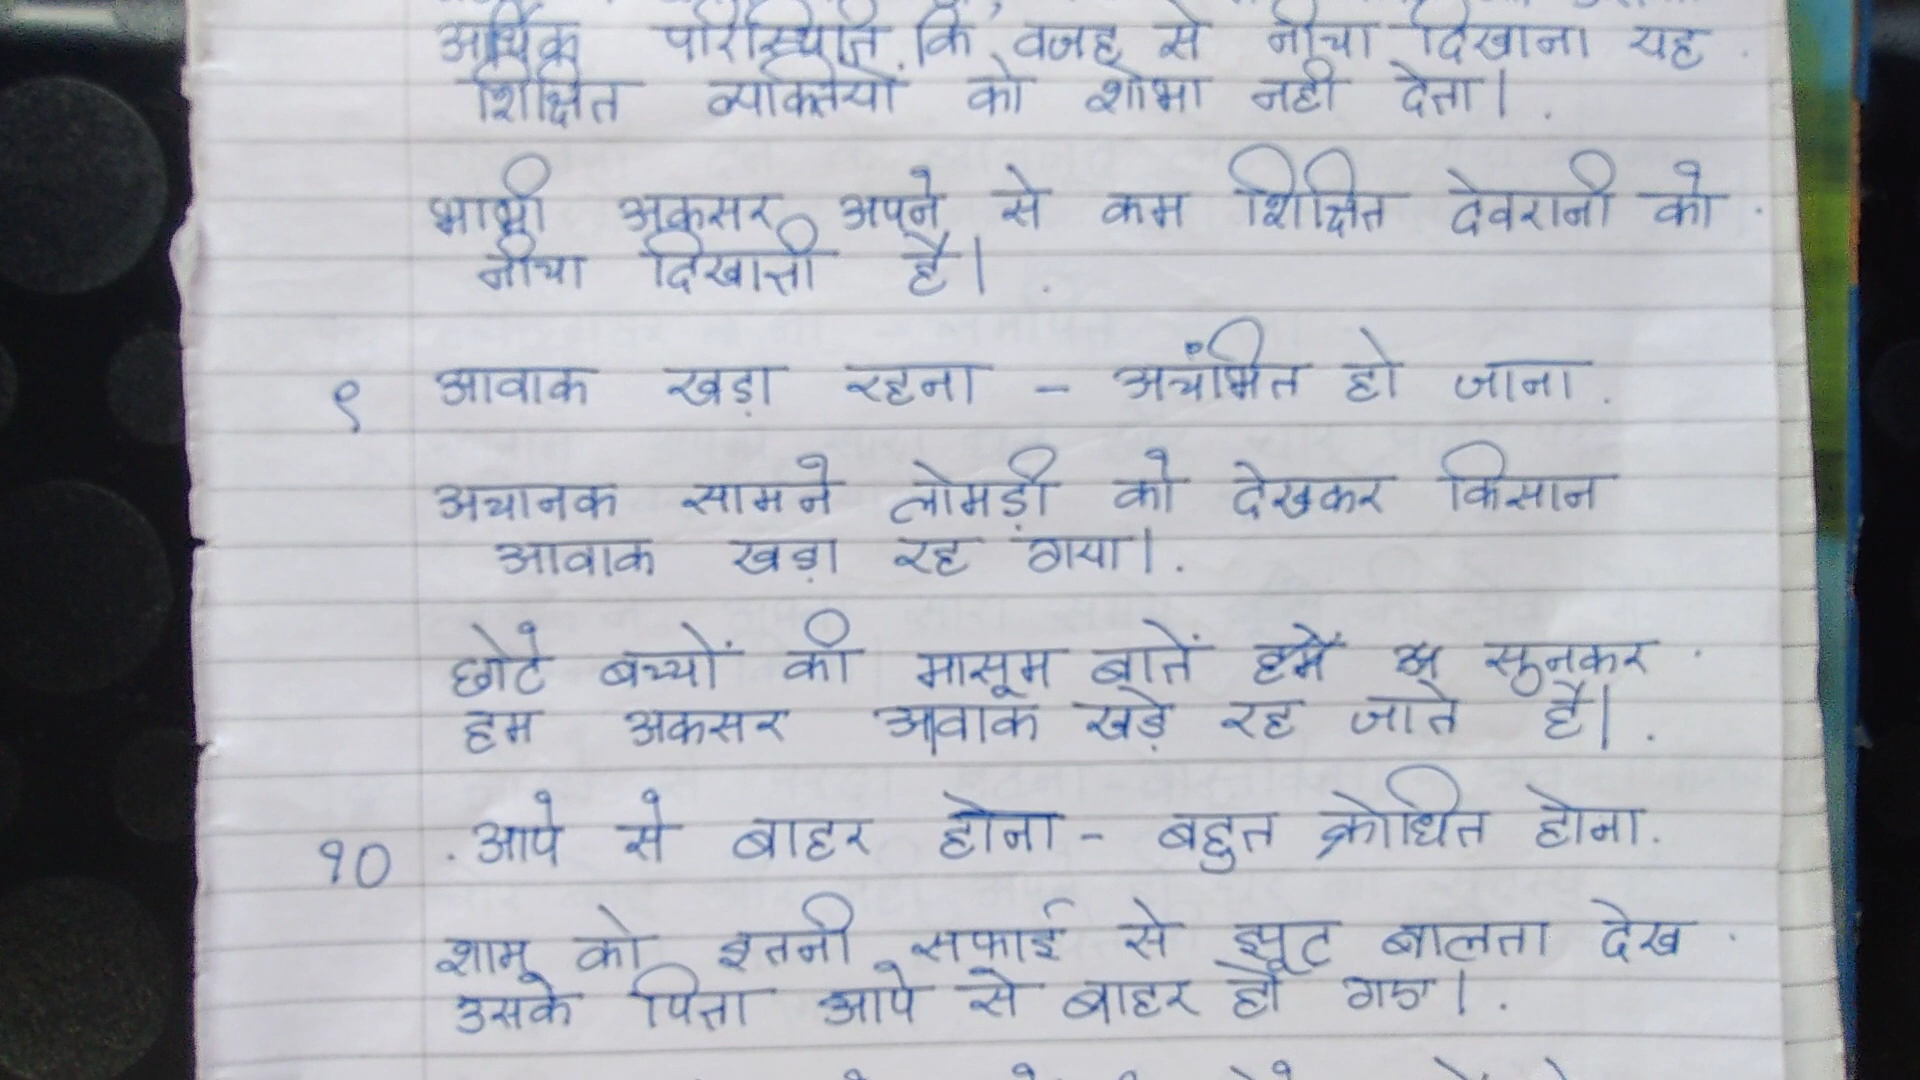 आर्थिक परिस्थिति कि वजह से नीचा दिखाना यह
शिक्षित व्यक्तियों को शोभा नही देता।
भाभी अकसर अपने से कम शिक्षित देवरानी को
नीचा दिखाती है।
९ आवाक खड़ा रहना - अचंभित हो जाना.
अचानक सामने लोमड़ी को देखकर किसान
आवाक खड़ा रह गया।
छोटे बच्चों की मासूम बातें हमें सुनकर
हम अकसर आवाक खड़े रह जाते है।
१० . आपे से बाहर होना - बहुत क्रोधित होना.
शामू को इतनी सफाई से झूट बालता देख
उसके पिता आपे से बाहर हो गए।